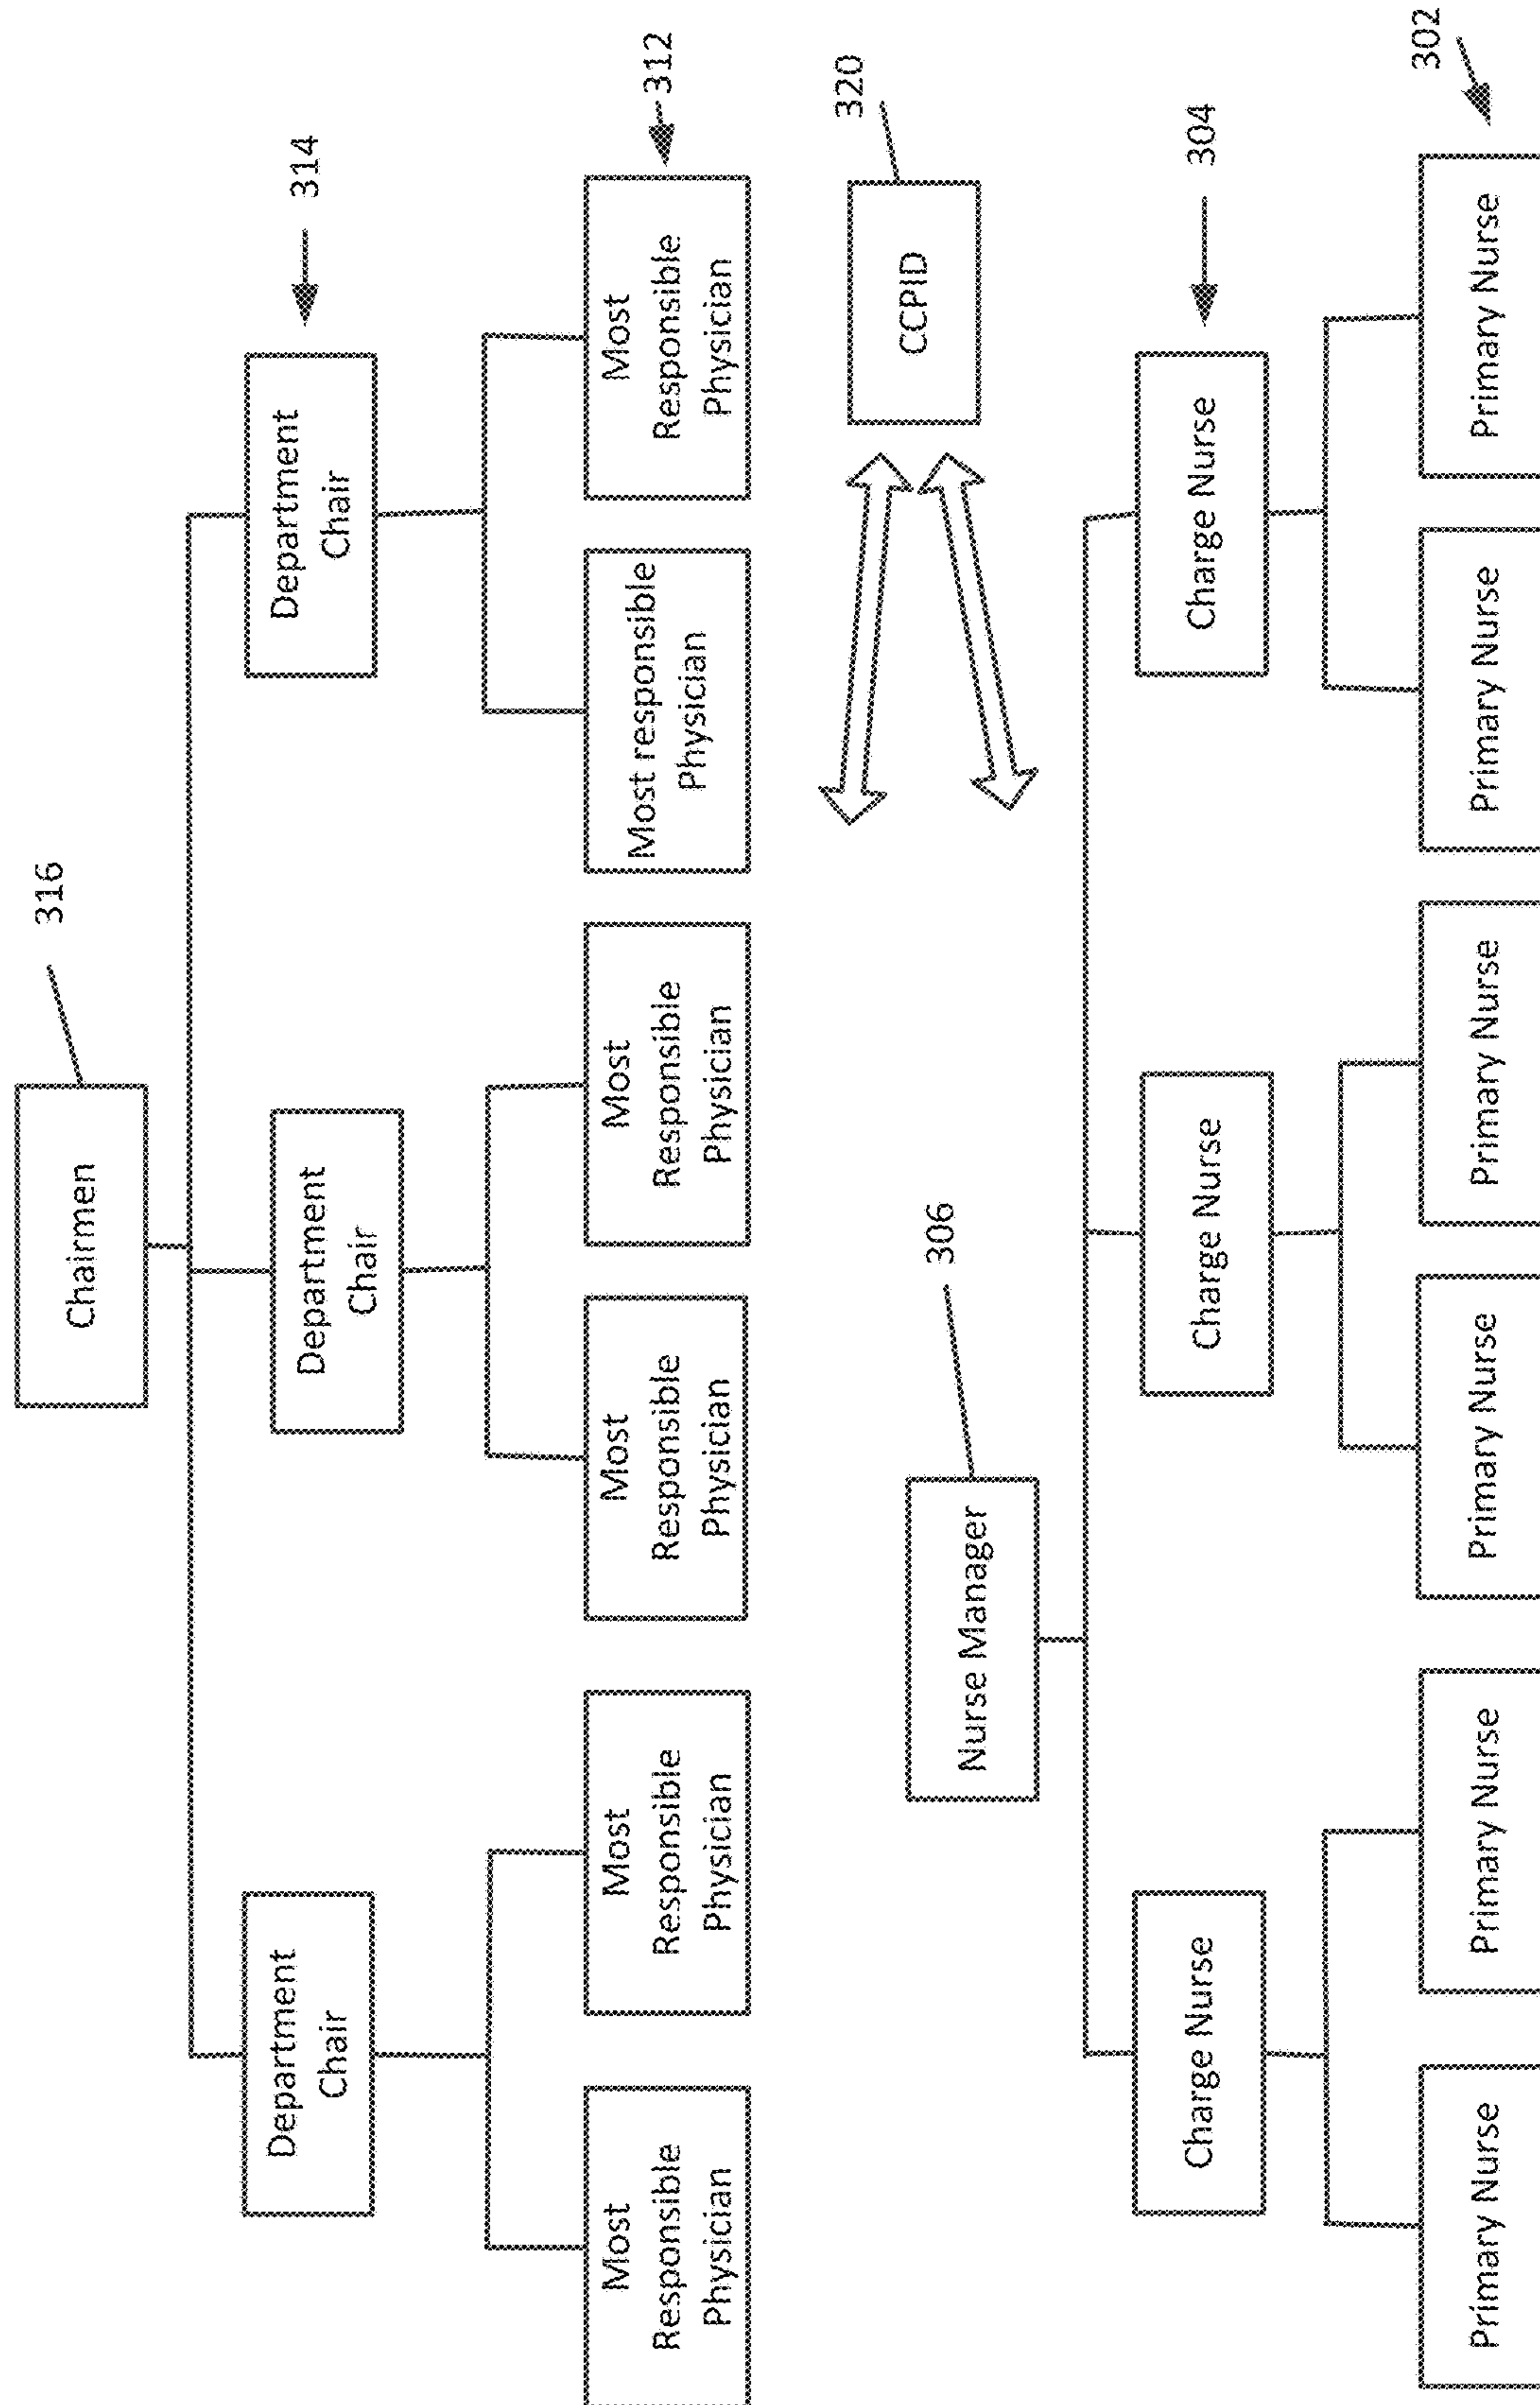 316
Chairmen
314
Department
Chair
Department
Chair
Department
Chair
312
Most
Responsible
Physician
Most
Responsible
Physician
Most
Responsible
Physician
Most
Responsible
Physician
Most responsible
Physician
Most
Responsible
Physician
320
CCPID
306
Nurse Manager
304
Charge Nurse
Charge Nurse
Charge Nurse
302
Primary Nurse
Primary Nurse
Primary Nurse
Primary Nurse
Primary Nurse
Primary Nurse